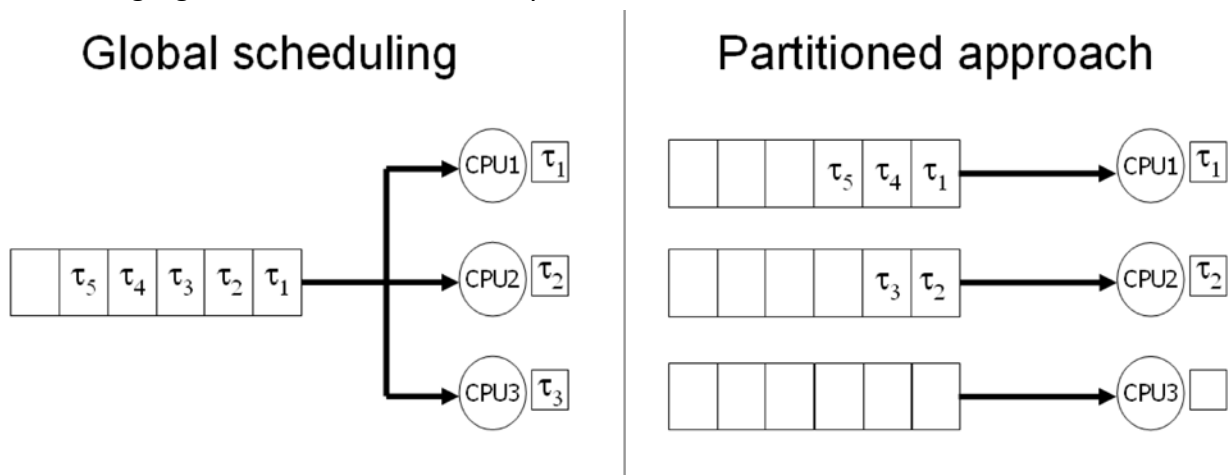 Global scheduling
CPU1 τ1
τ5 τ4 τ3 τ2 τ1
CPU2 τ2
CPU3 τ3
Partitioned approach
τ5 τ4 τ1
CPU1 τ1
τ3 τ2
CPU2 τ2
CPU3